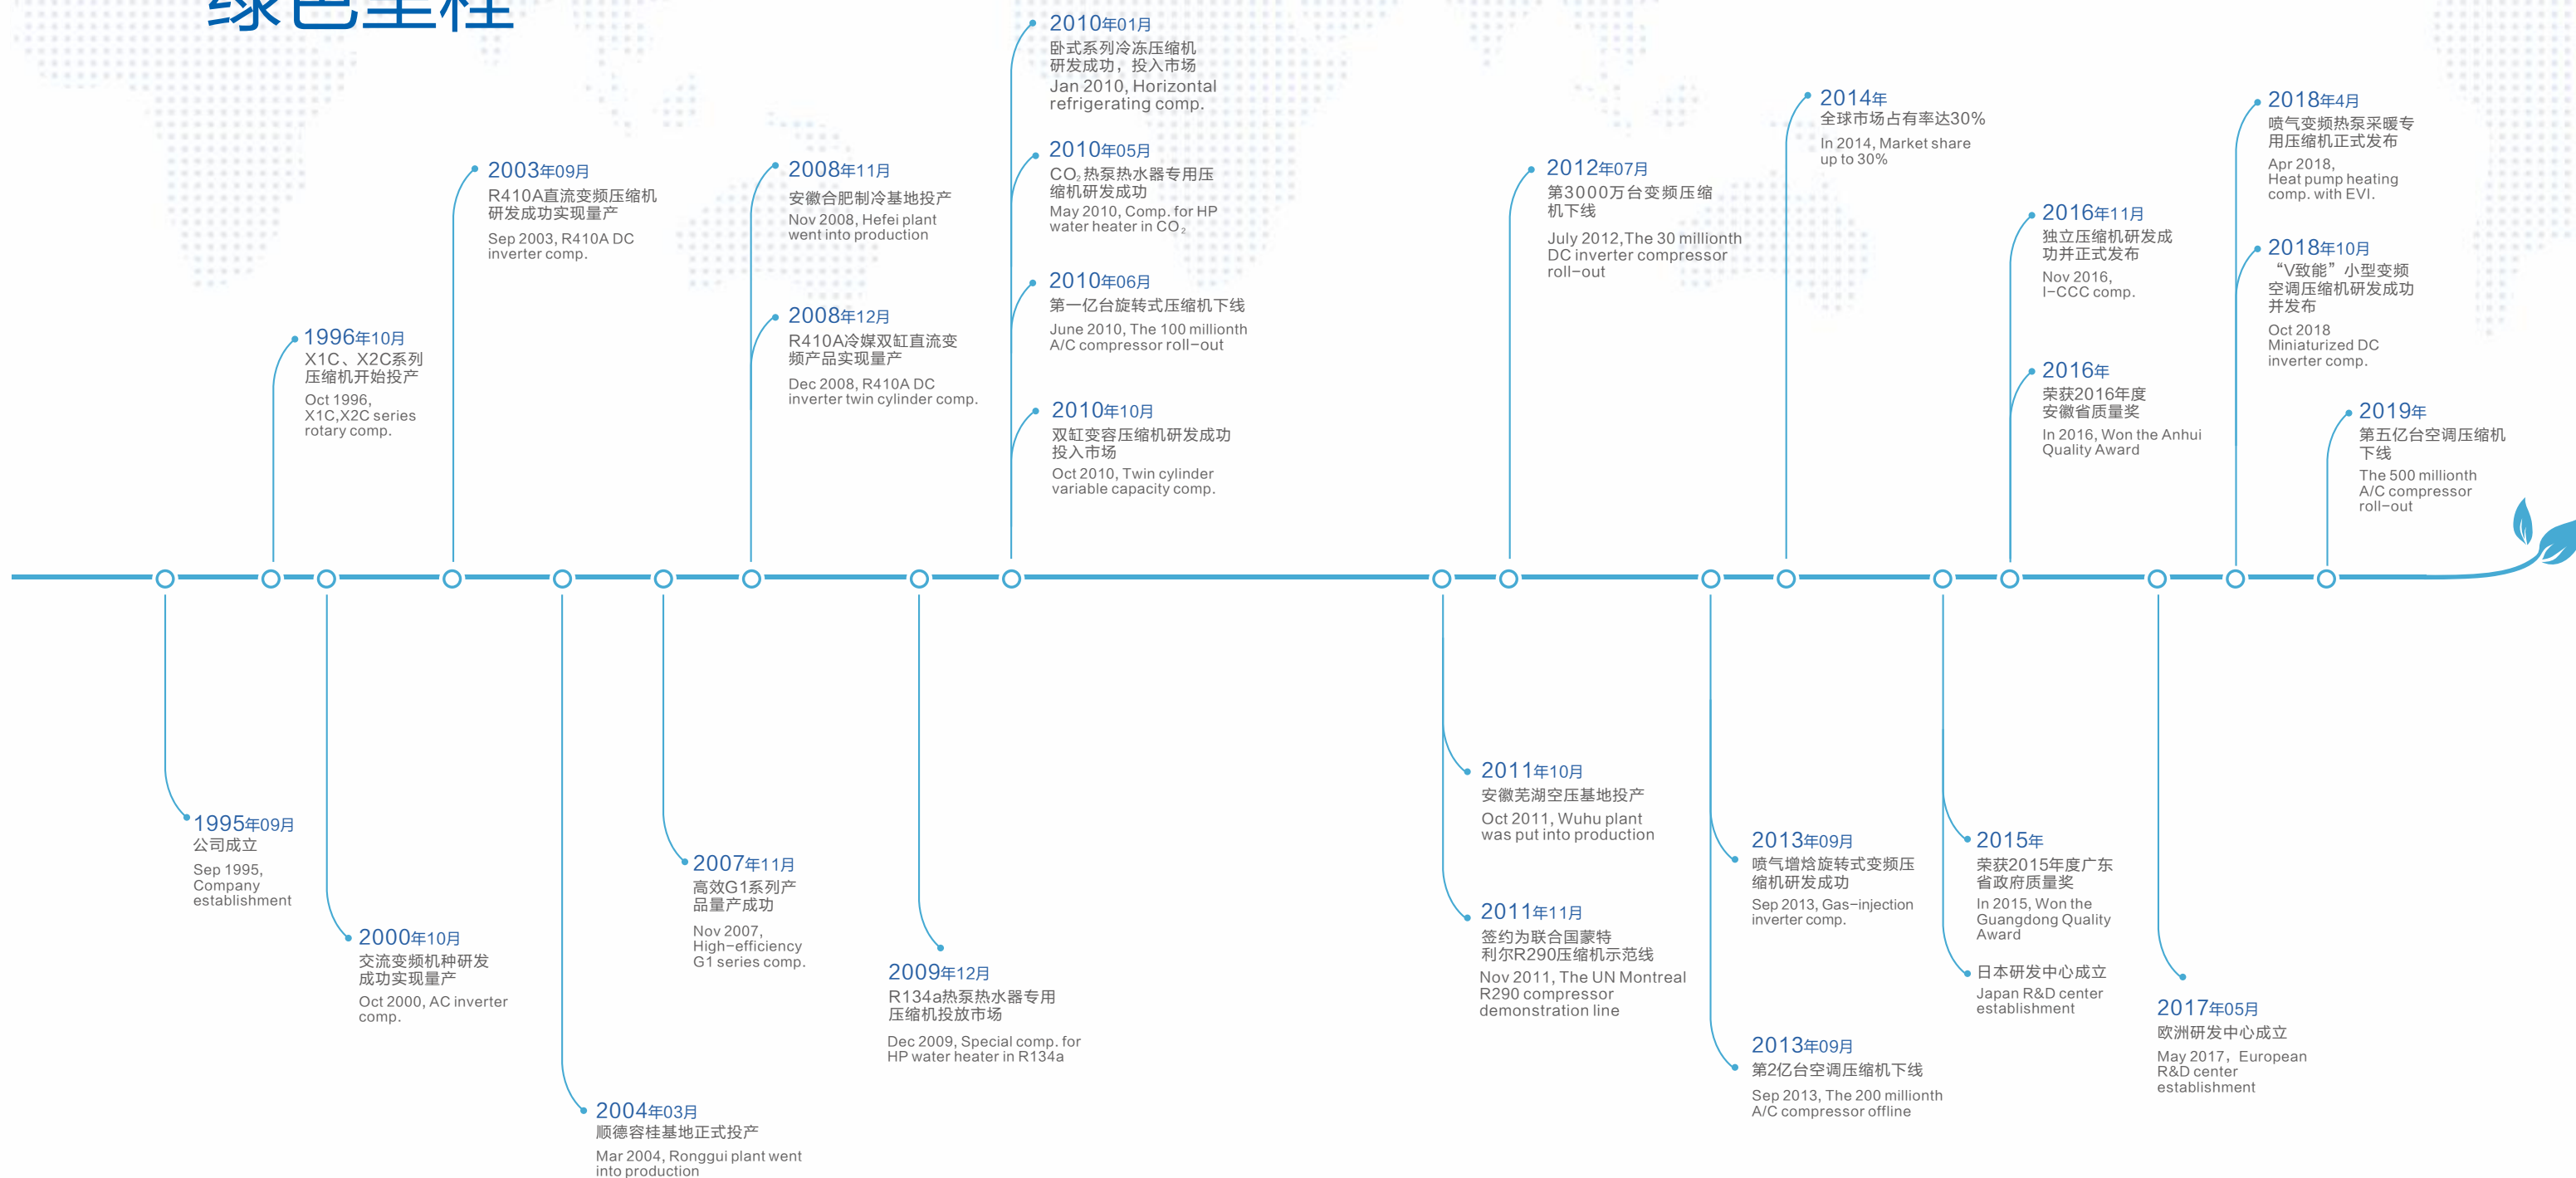 绿色里程
1995年09月
公司成立
Sep 1995,
Company
establishment
1996年10月
X1C、X2C系列
压缩机开始投产
Oct 1996,
X1C,X2C series
rotary comp.
2000年10月
交流变频机种研发
成功实现量产
Oct 2000, AC inverter
comp.
2003年09月
R410A直流变频压缩机
研发成功实现量产
Sep 2003, R410A DC
inverter comp.
2004年03月
顺德容桂基地正式投产
Mar 2004, Ronggui plant went
into production
2007年11月
高效G1系列产
品量产成功
Nov 2007,
High-efficiency
G1 series comp.
2008年11月
安徽合肥制冷基地投产
Nov 2008, Hefei plant
went into production
2008年12月
R410A冷媒双缸直流变
频产品实现量产
Dec 2008, R410A DC
inverter twin cylinder comp.
2009年12月
R134a热泵热水器专用
压缩机投放市场
Dec 2009, Special comp. for
HP water heater in R134a
2010年01月
卧式系列冷冻压缩机
研发成功，投入市场
Jan 2010, Horizontal
refrigerating comp.
2010年05月
CO₂热泵热水器专用压
缩机研发成功
May 2010, Comp. for HP
water heater in CO₂
2010年06月
第一亿台旋转式压缩机下线
June 2010, The 100 millionth
A/C compressor roll-out
2010年10月
双缸变容压缩机研发成功
投入市场
Oct 2010, Twin cylinder
variable capacity comp.
2011年10月
安徽芜湖空压基地投产
Oct 2011, Wuhu plant
was put into production
2011年11月
签约为联合国蒙特
利尔R290压缩机示范线
Nov 2011, The UN Montreal
R290 compressor
demonstration line
2012年07月
第3000万台变频压缩
机下线
July 2012,The 30 millionth
DC inverter compressor
roll-out
2013年09月
喷气增焓旋转式变频压
缩机研发成功
Sep 2013, Gas-injection
inverter comp.
2013年09月
第2亿台空调压缩机下线
Sep 2013, The 200 millionth
A/C compressor offline
2014年
全球市场占有率达30%
In 2014, Market share
up to 30%
2015年
荣获2015年度广东
省政府质量奖
In 2015, Won the
Guangdong Quality
Award
日本研发中心成立
Japan R&D center
establishment
2016年11月
独立压缩机研发成
功并正式发布
Nov 2016,
I-CCC comp.
2016年
荣获2016年度
安徽省质量奖
In 2016, Won the Anhui
Quality Award
2017年05月
欧洲研发中心成立
May 2017，European
R&D center
establishment
2018年4月
喷气变频热泵采暖专
用压缩机正式发布
Apr 2018,
Heat pump heating
comp. with EVI.
2018年10月
“V致能”小型变频
空调压缩机研发成功
并发布
Oct 2018
Miniaturized DC
inverter comp.
2019年
第五亿台空调压缩机
下线
The 500 millionth
A/C compressor
roll-out